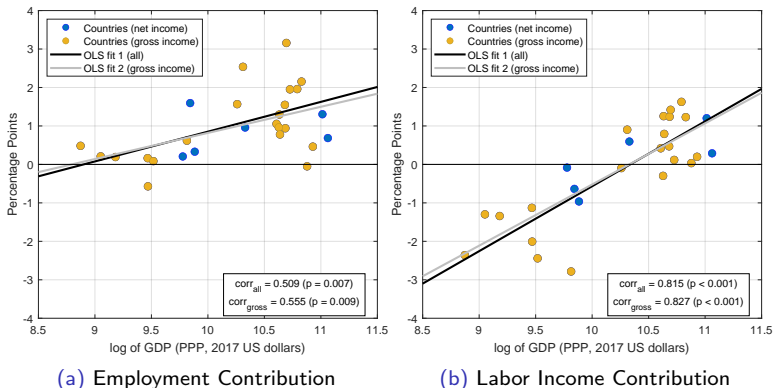 4
3
2
1
0
-1
-2
-3
-4
Percentage Points
Countries (net income)
Countries (gross income)
OLS fit 1 (all)
OLS fit 2 (gross income)
corr_all = 0.509 (p = 0.007)
corr_gross = 0.555 (p = 0.009)
8.5 9 9.5 10 10.5 11 11.5
log of GDP (PPP, 2017 US dollars)
(a) Employment Contribution
4
3
2
1
0
-1
-2
-3
-4
Percentage Points
Countries (net income)
Countries (gross income)
OLS fit 1 (all)
OLS fit 2 (gross income)
corr_all = 0.815 (p < 0.001)
corr_gross = 0.827 (p < 0.001)
8.5 9 9.5 10 10.5 11 11.5
log of GDP (PPP, 2017 US dollars)
(b) Labor Income Contribution